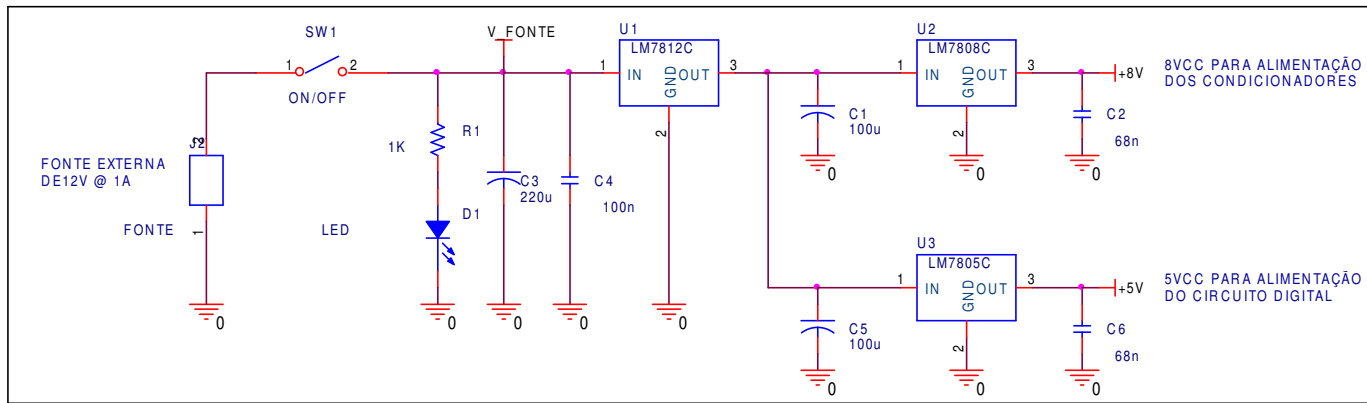 SW1
1
2
ON/OFF
V_FONTE
U1
LM7812C
1
IN
GND
OUT
3
2
U2
LM7808C
1
IN
GND
OUT
3
2
+8V
8VCC PARA ALIMENTAÇÃO
DOS CONDICIONADORES
C1
100u
0
0
C2
68n
0
FONTE EXTERNA
DE12V @ 1A
FONTE
1
0
R1
1K
D1
LED
0
C3
220u
0
C4
100n
0
0
U3
LM7805C
1
IN
GND
OUT
3
2
+5V
5VCC PARA ALIMENTAÇÃO
DO CIRCUITO DIGITAL
C5
100u
0
0
C6
68n
0